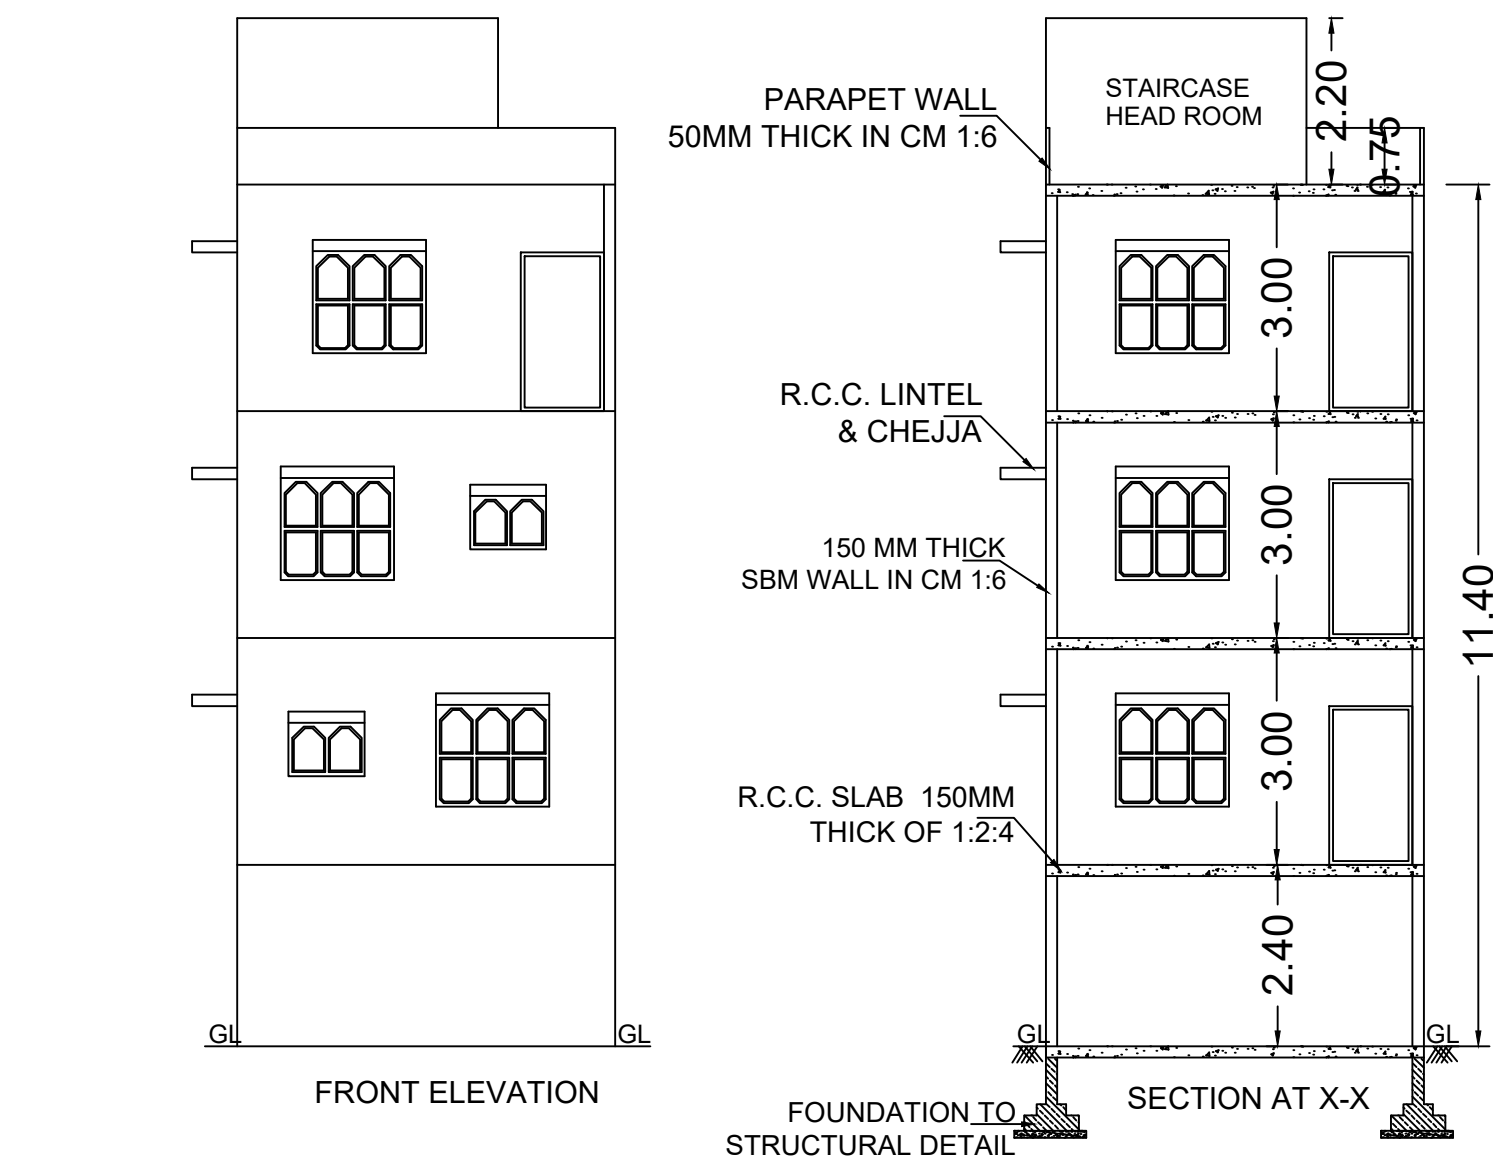 PARAPET WALL
50MM THICK IN CM 1:6
STAIRCASE
HEAD ROOM
2.20
0.75
R.C.C. LINTEL
& CHEJJA
3.00
150 MM THICK
SBM WALL IN CM 1:6
3.00
11.40
R.C.C. SLAB 150MM
THICK OF 1:2:4
3.00
2.40
GL
GL
GL
GL
FRONT ELEVATION
SECTION AT X-X
FOUNDATION TO
STRUCTURAL DETAIL